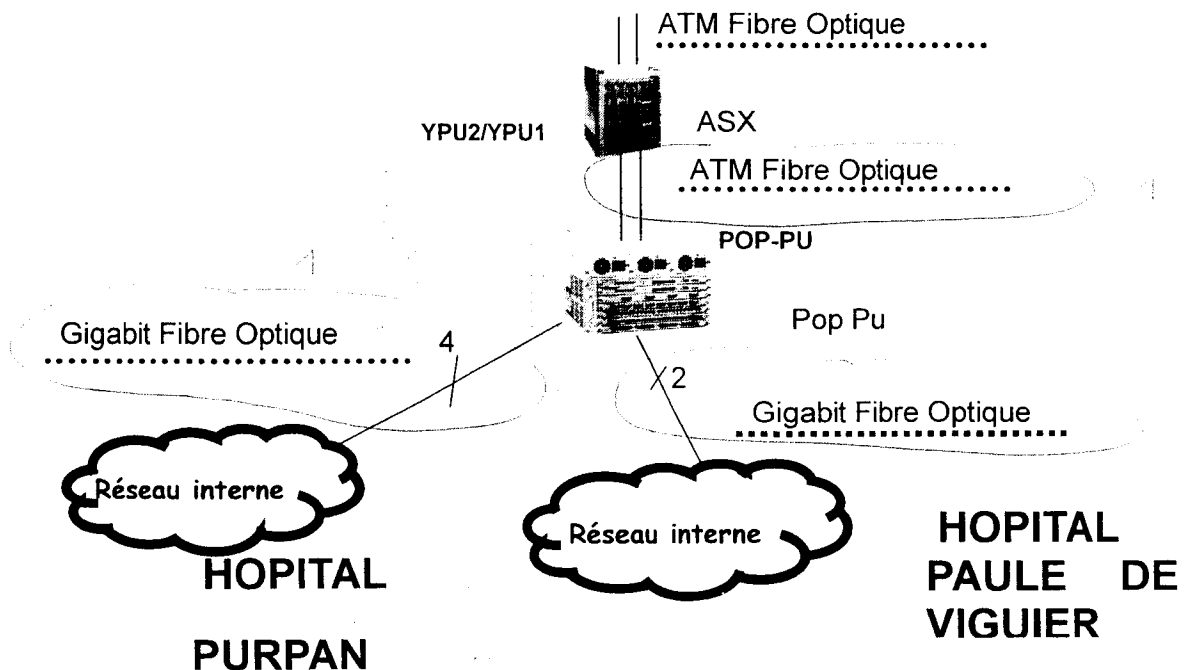 ATM Fibre Optique
YPU2/YPU1
ASX
ATM Fibre Optique
POP-PU
Pop Pu
Gigabit Fibre Optique
4
2
Gigabit Fibre Optique
Réseau interne
Réseau interne
HOPITAL
PURPAN
HOPITAL
PAULE DE
VIGUIER